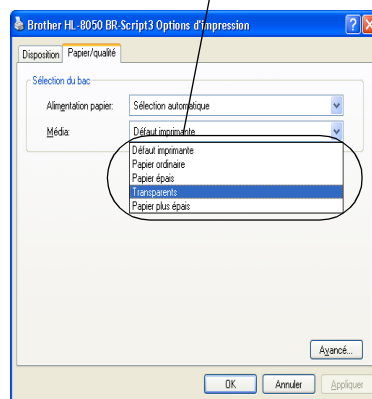 Brother HL-8050 BR-Script3 Options d'impression
Disposition Papier/qualité
Sélection du bac
Alimentation papier: Sélection automatique
Média: Défaut imprimante
Défaut imprimante
Papier ordinaire
Papier épais
Transparents
Papier plus épais
Avancé...
OK Annuler Appliquer